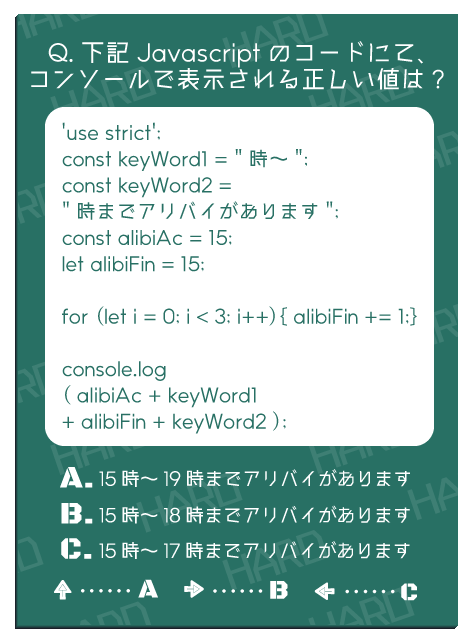 Q. 下記 Javascript のコードにて、
コンソールで表示される正しい値は？
'use strict';
const keyWord1 = " 時〜 ";
const keyWord2 =
" 時までアリバイがあります ";
const alibiAc = 15;
let alibiFin = 15;
for (let i = 0; i < 3; i++){ alibiFin += 1;}
console.log
( alibiAc + keyWord1
+ alibiFin + keyWord2 );
A. 15 時〜 19 時までアリバイがあります
B. 15 時〜 18 時までアリバイがあります
C. 15 時〜 17 時までアリバイがあります
↑ ······ A → ······ B ← ······ C